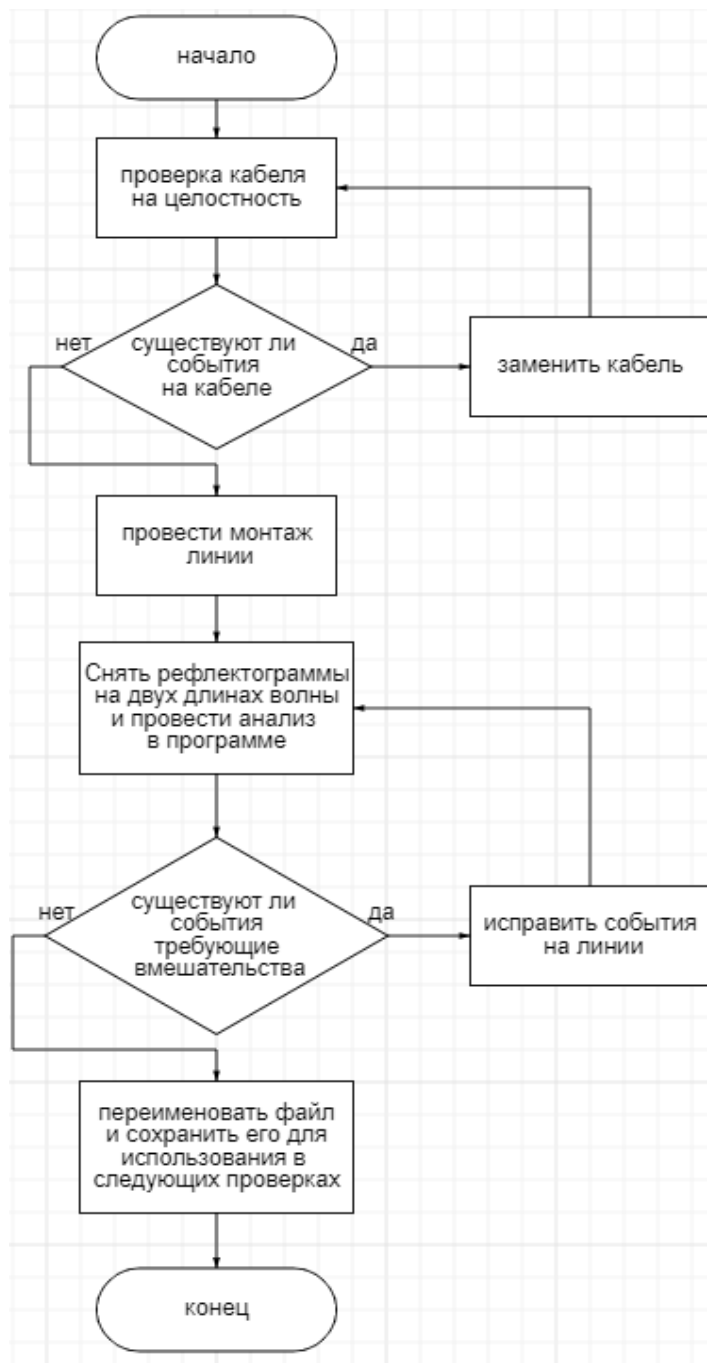 начало
проверка кабеля
на целостность
нет
существуют ли
события
на кабеле
да
заменить кабель
провести монтаж
линии
Снять рефлектограммы
на двух длинах волны
и провести анализ
в программе
нет
существуют ли
события
требующие
вмешательства
да
исправить события
на линии
переименовать файл
и сохранить его для
использования в
следующих проверках
конец